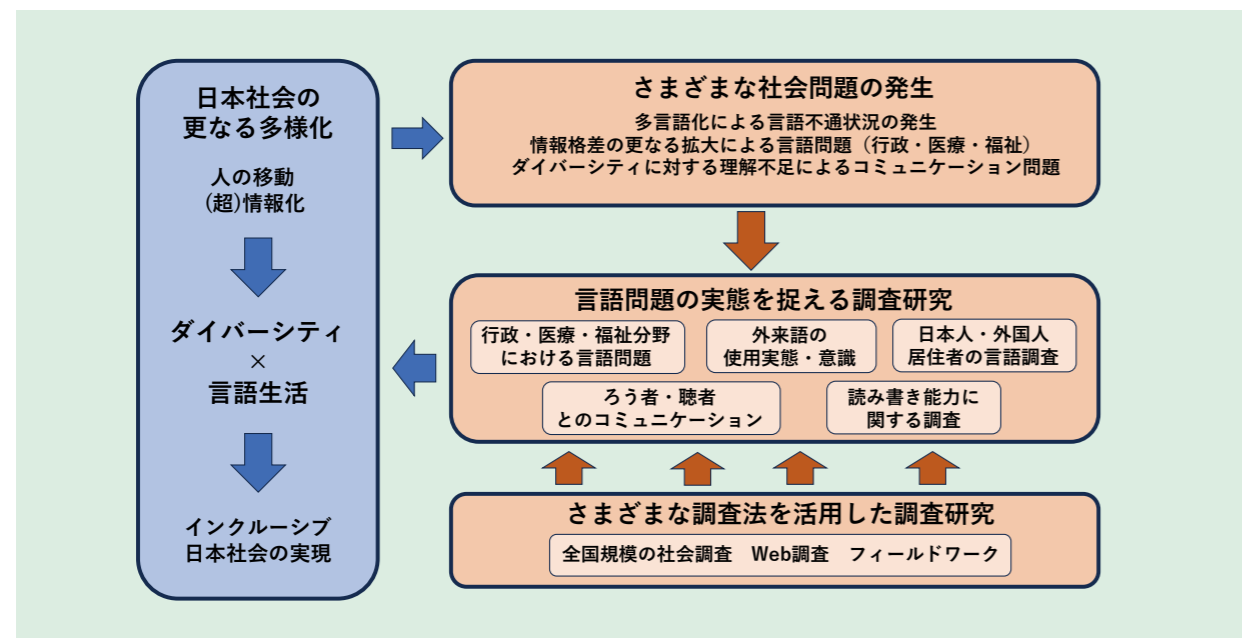 日本社会の
更なる多様化
人の移動
(超)情報化
ダイバーシティ
×
言語生活
インクルーシブ
日本社会の実現
さまざまな社会問題の発生
多言語化による言語不通状況の発生
情報格差の更なる拡大による言語問題（行政・医療・福祉）
ダイバーシティに対する理解不足によるコミュニケーション問題
言語問題の実態を捉える調査研究
行政・医療・福祉分野
における言語問題
外来語の
使用実態・意識
日本人・外国人
居住者の言語調査
ろう者・聴者
とのコミュニケーション
読み書き能力に
関する調査
さまざまな調査法を活用した調査研究
全国規模の社会調査　Web調査　フィールドワーク